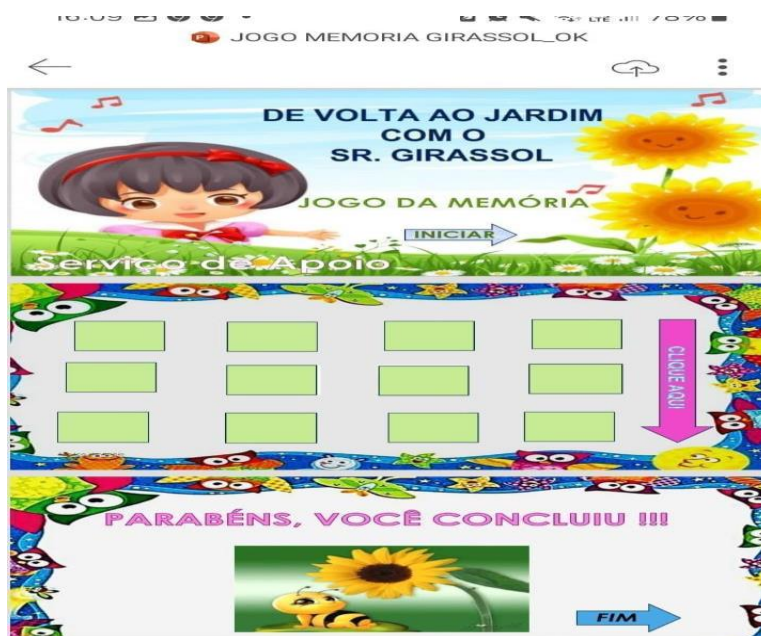 JOGO MEMORIA GIRASSOL_OK
DE VOLTA AO JARDIM
COM O
SR. GIRASSOL
JOGO DA MEMÓRIA
INICIAR
Serviço de Apoio
CLIQUE AQUI
PARABÉNS, VOCÊ CONCLUIU !!!
FIM